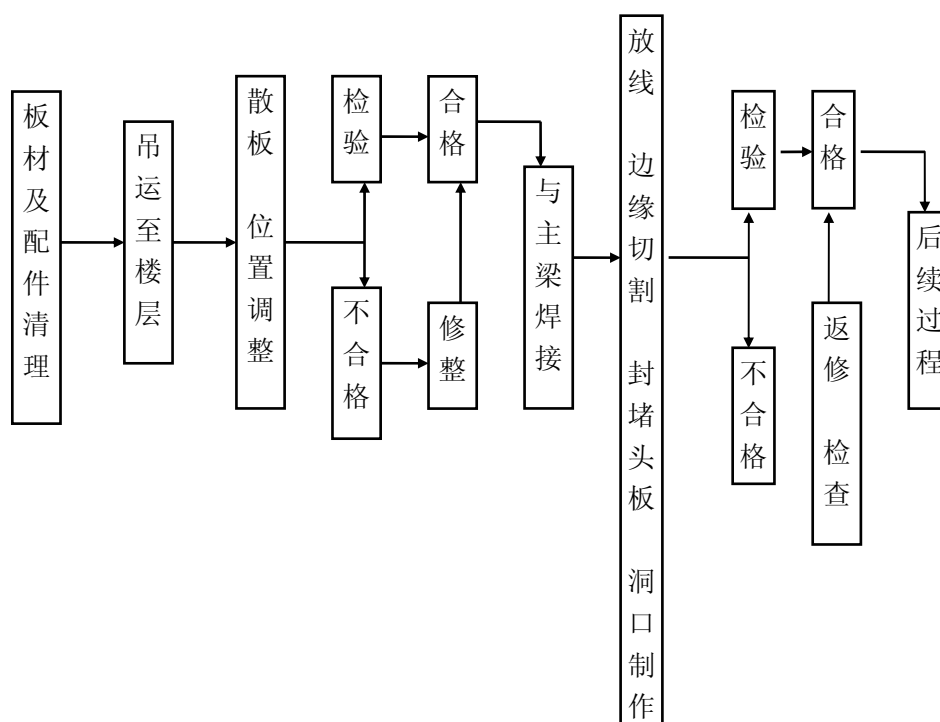 板材及配件清理
吊运至楼层
散板 位置调整
检验
合格
不合格
修整
与主梁焊接
放线 边缘切割 封堵头板 洞口制作
检验
合格
不合格
返修 检查
后续过程